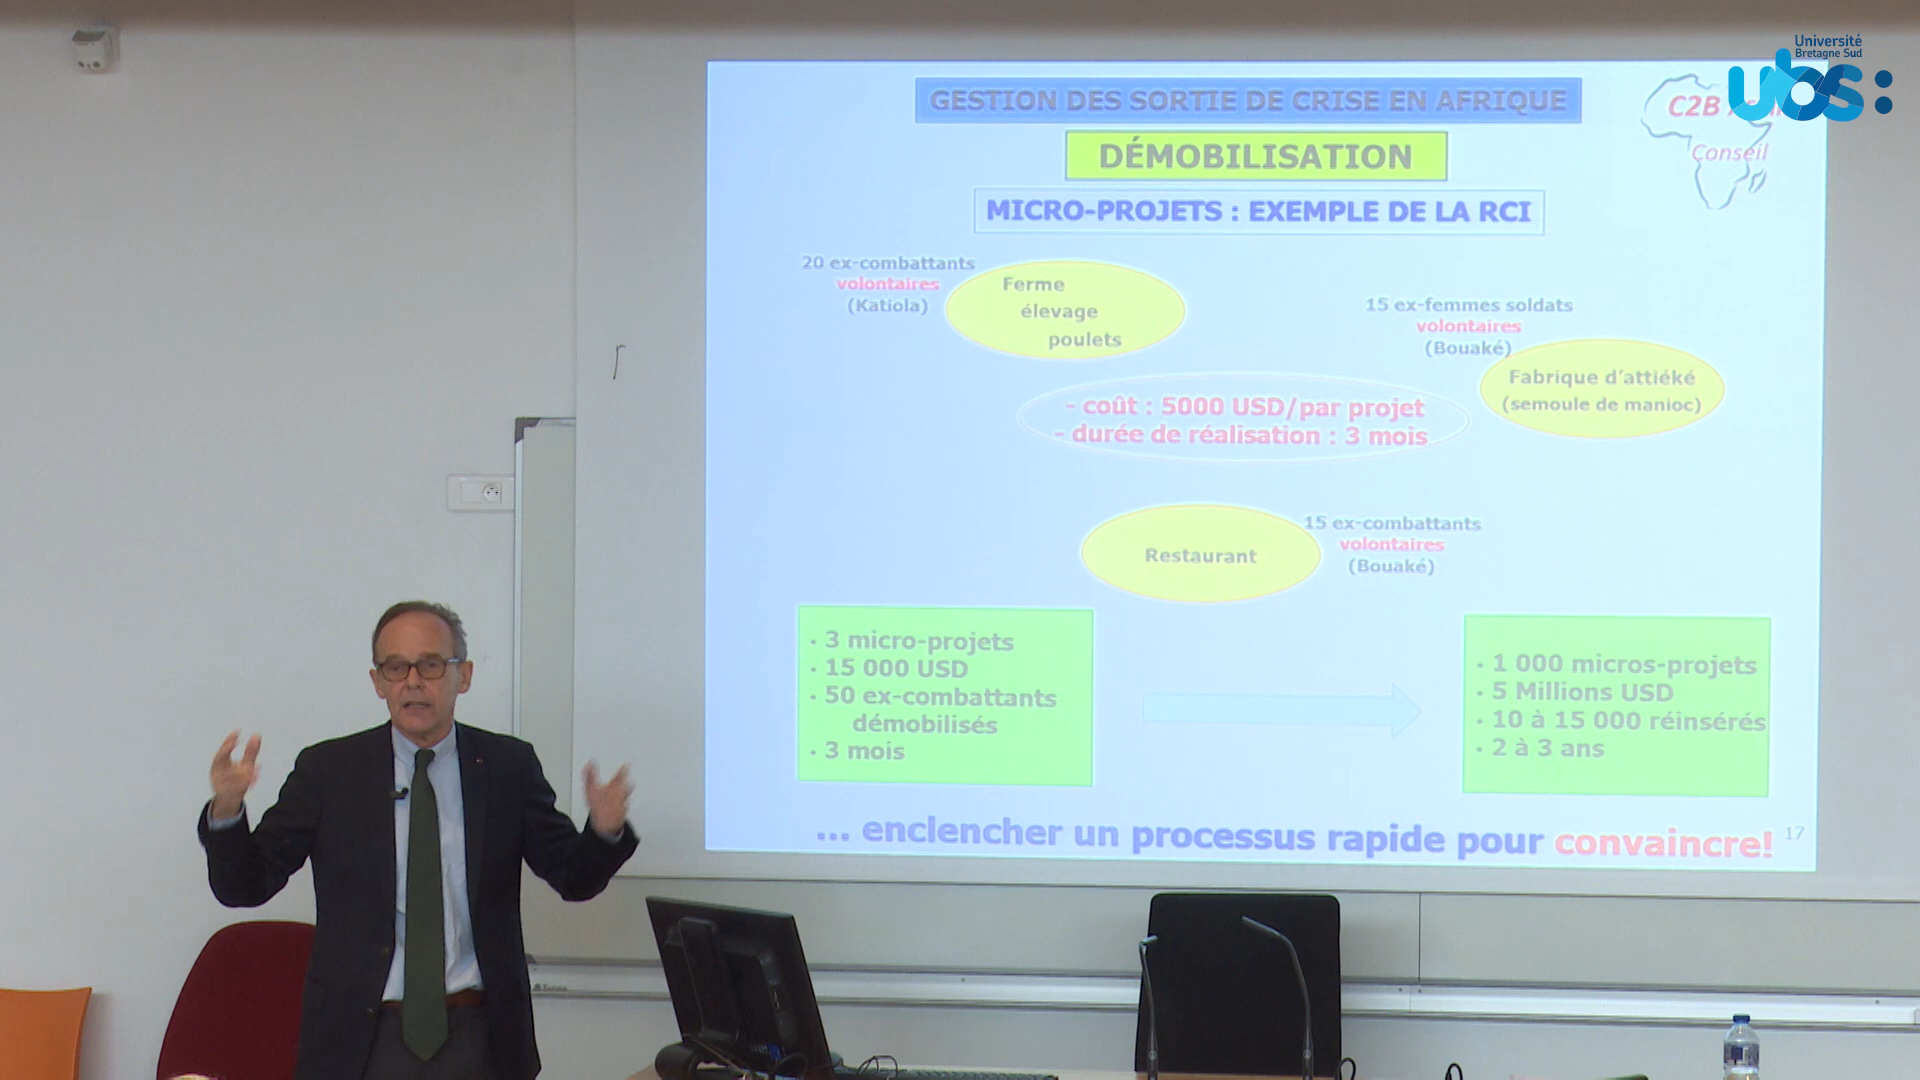 Université
Bretagne Sud
ubs:
GESTION DES SORTIE DE CRISE EN AFRIQUE
C2B
Conseil
DÉMOBILISATION
MICRO-PROJETS : EXEMPLE DE LA RCI
20 ex-combattants
volontaires
(Katiola)
Ferme
élevage
poulets
15 ex-femmes soldats
volontaires
(Bouaké)
Fabrique d'attiéké
(semoule de manioc)
- coût : 5000 USD/par projet
- durée de réalisation : 3 mois
Restaurant
15 ex-combattants
volontaires
(Bouaké)
• 3 micro-projets
• 15 000 USD
• 50 ex-combattants
démobilisés
• 3 mois
• 1 000 micros-projets
• 5 Millions USD
• 10 à 15 000 réinsérés
• 2 à 3 ans
... enclencher un processus rapide pour convaincre!
17